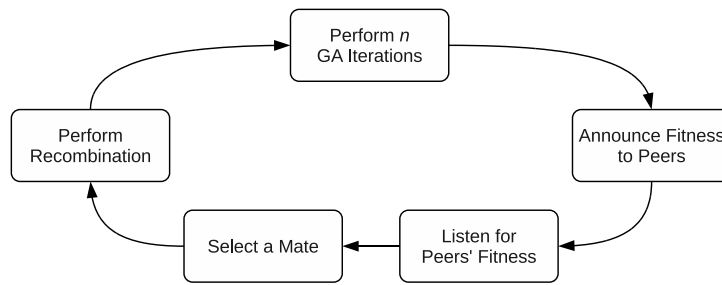 Perform n
GA Iterations
Announce Fitness
to Peers
Listen for
Peers' Fitness
Select a Mate
Perform
Recombination